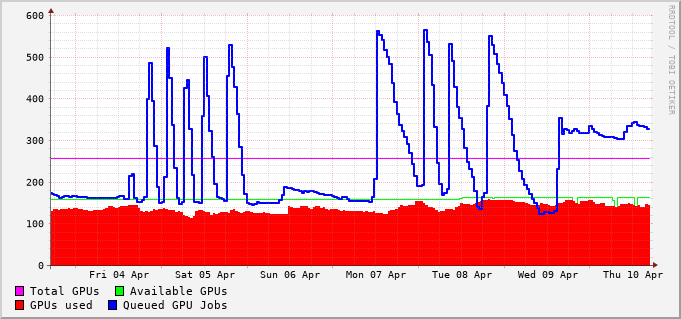 600
500
400
300
200
100
0
Fri 04 Apr Sat 05 Apr Sun 06 Apr Mon 07 Apr Tue 08 Apr Wed 09 Apr Thu 10 Apr
Total GPUs Available GPUs
GPUs used Queued GPU Jobs
RRDTOOL / TOBI OETIKER